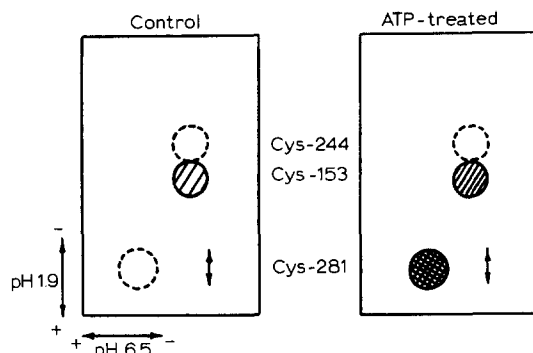 Control
ATP-treated
Cys-244
Cys-153
Cys-281
-
pH 1.9
+
+ pH 6.5 -